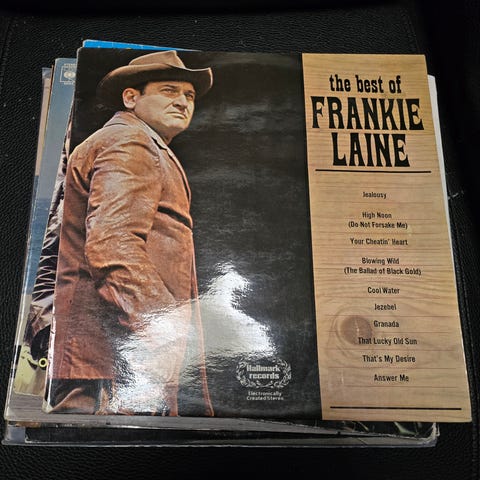 the best of
FRANKIE
LAINE
Jealousy
High Noon
(Do Not Forsake Me)
Your Cheatin' Heart
Blowing Wild
(The Ballad of Black Gold)
Cool Water
Jezebel
Granada
That Lucky Old Sun
That's My Desire
Answer Me
Hallmark
records
Electronically
Created Stereo
CBS